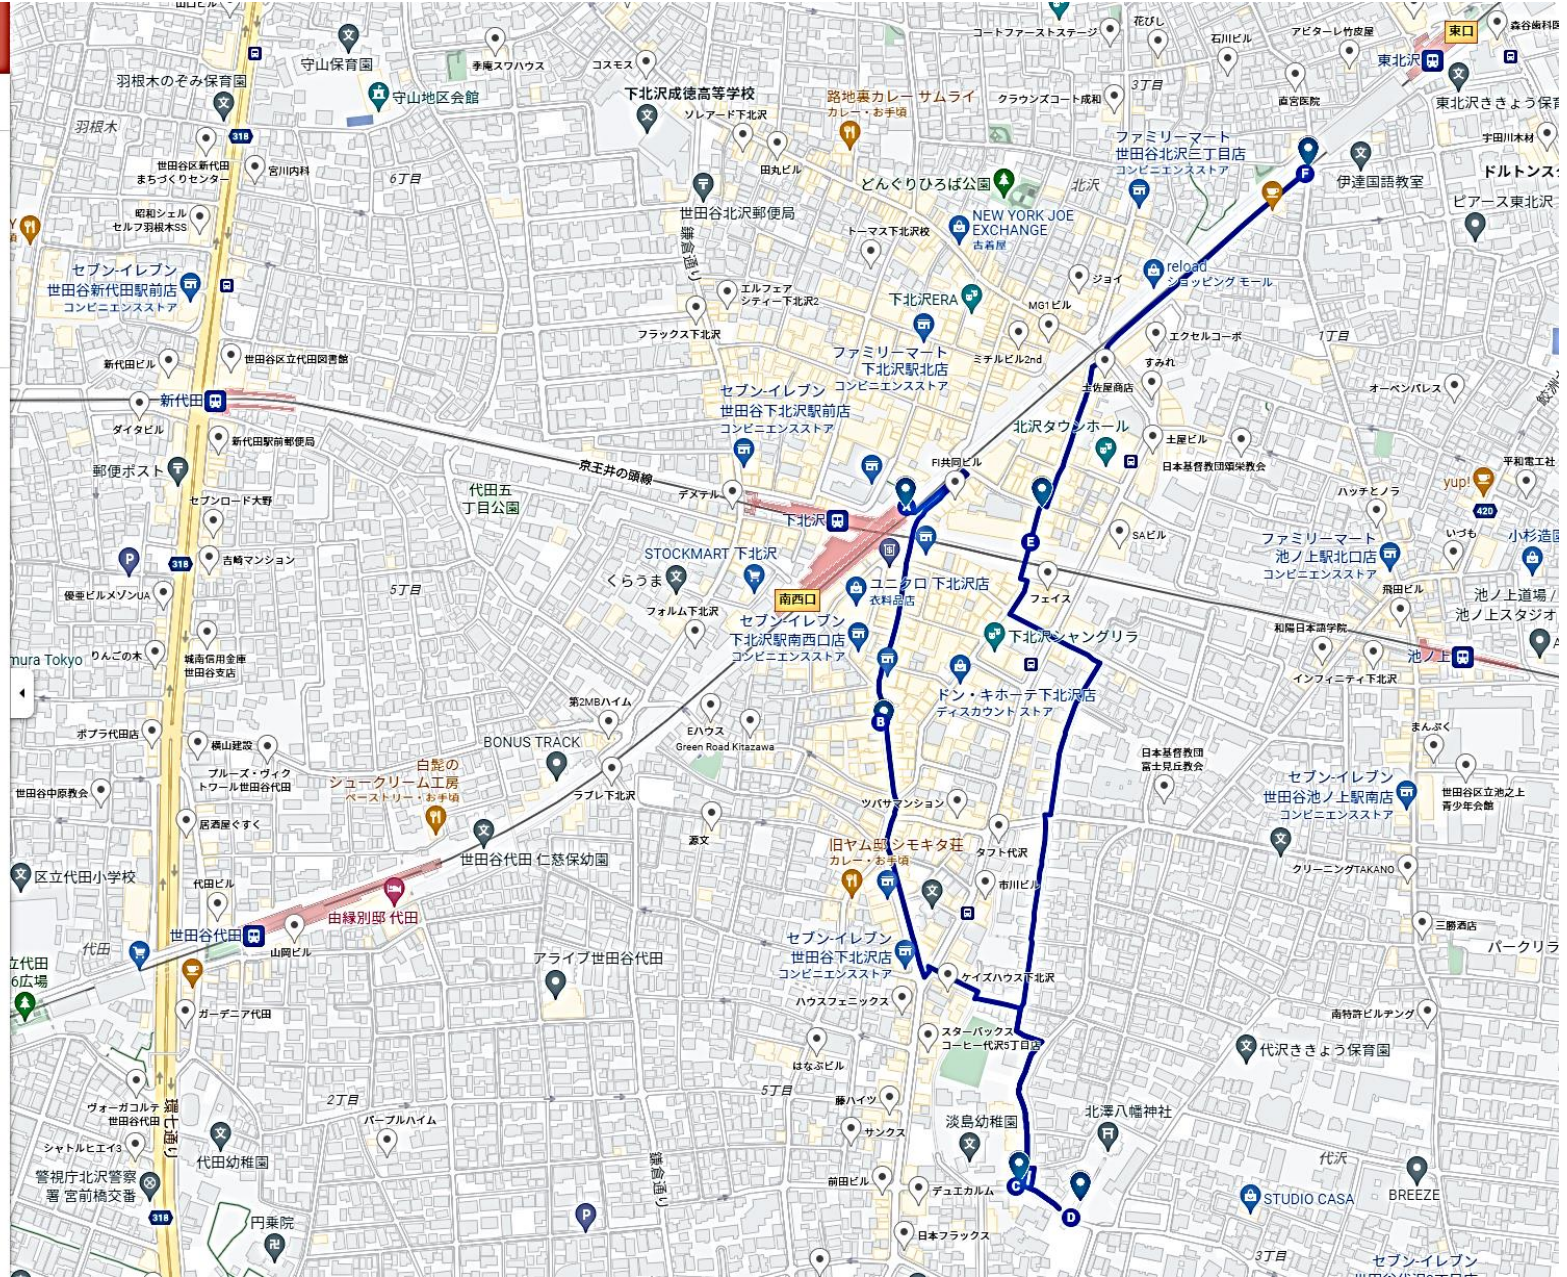 山口ビル
守山保育園
季庵スワハウス
コスモス
コートファーストステージ
花びし
石川ビル
アビターレ竹皮屋
東口
東北沢
羽根木のぞみ保育園
守山地区会館
下北沢成徳高等学校
ソレアード下北沢
路地裏カレー サムライ
カレー・お手頃
クラウンズコート成和
3丁目
直宮医院
宇田川木材
羽根木
318
世田谷区新代田
まちづくりセンター
宮川内科
6丁目
田丸ビル
ファミリーマート
世田谷北沢三丁目店
コンビニエンスストア
F
伊達国語教室
どんぐりひろば公園
北沢
世田谷北沢郵便局
昭和シェル
セルフ羽根木SS
鎌倉通り
トーマス下北沢校
NEW YORK JOE
EXCHANGE
古着屋
ピアース東北沢
セブン-イレブン
世田谷新代田駅前店
コンビニエンスストア
エルフェア
シティー下北沢2
ジョイ
reload
ショッピング モール
フラックス下北沢
下北沢ERA
MG1ビル
新代田ビル
世田谷区立代田図書館
ファミリーマート
下北沢駅北店
コンビニエンスストア
ミチルビル2nd
エクセルコーポ
すみれ
1丁目
土佐屋商店
オーベンパレス
新代田
ダイタビル
新代田駅前郵便局
セブン-イレブン
世田谷下北沢駅前店
コンビニエンスストア
北沢タウンホール
土屋ビル
日本基督教団頌栄教会
平和電工社
郵便ポスト
京王井の頭線
FI共同ビル
代田五
丁目公園
デメテル
yup!
ハッチとノラ
420
セブンロード大野
下北沢
A
E
SAビル
いづも
318
吉崎マンション
STOCKMART 下北沢
くらうま
ユニクロ 下北沢店
衣料品店
ファミリーマート
池ノ上駅北口店
コンビニエンスストア
優亜ビルメゾンUA
5丁目
フォルム下北沢
南西口
フェイス
飛田ビル
セブン-イレブン
下北沢駅南西口店
コンビニエンスストア
下北沢シャングリラ
和陽日本語学院
池ノ上
mura Tokyo
りんごの木
城南信用金庫
世田谷支店
インフィニティ下北沢
ドン・キホーテ下北沢店
ディスカウント ストア
第2MBハイム
B
ポプラ代田店
横山建設
BONUS TRACK
Eハウス
Green Road Kitazawa
まんぷく
プルーズ・ヴィク
トワール世田谷代田
白髭の
シュークリーム工房
ペーストリー・お手頃
日本基督教団
富士見丘教会
世田谷中原教会
ラプレ下北沢
ツバサマンション
セブン-イレブン
世田谷池ノ上駅南店
コンビニエンスストア
世田谷区立池之上
青少年会館
居酒屋ぐすく
源文
旧ヤム邸 シモキタ荘
カレー・お手頃
タフト代沢
世田谷代田 仁慈保幼園
区立代田小学校
代田ビル
市川ビル
クリーニングTAKANO
由縁別邸 代田
世田谷代田
三勝酒店
代田
山岡ビル
アライブ世田谷代田
セブン-イレブン
世田谷下北沢店
コンビニエンスストア
ケイズハウス下北沢
ハウスフェニックス
ガーデニア代田
南特許ビルヂング
スターバックス
コーヒー代沢5丁目店
はなぶビル
代沢ききょう保育園
5丁目
2丁目
藤ハイツ
ヴォーガコルテ
世田谷代田
環七通り
パープルハイム
サンクス
淡島幼稚園
北澤八幡神社
シャトルヒエイ3
代田幼稚園
鎌倉通り
代沢
警視庁北沢警察
署 宮前橋交番
前田ビル
C
デュエカルム
STUDIO CASA
BREEZE
318
円乗院
D
日本フラックス
3丁目
セブン-イレブン